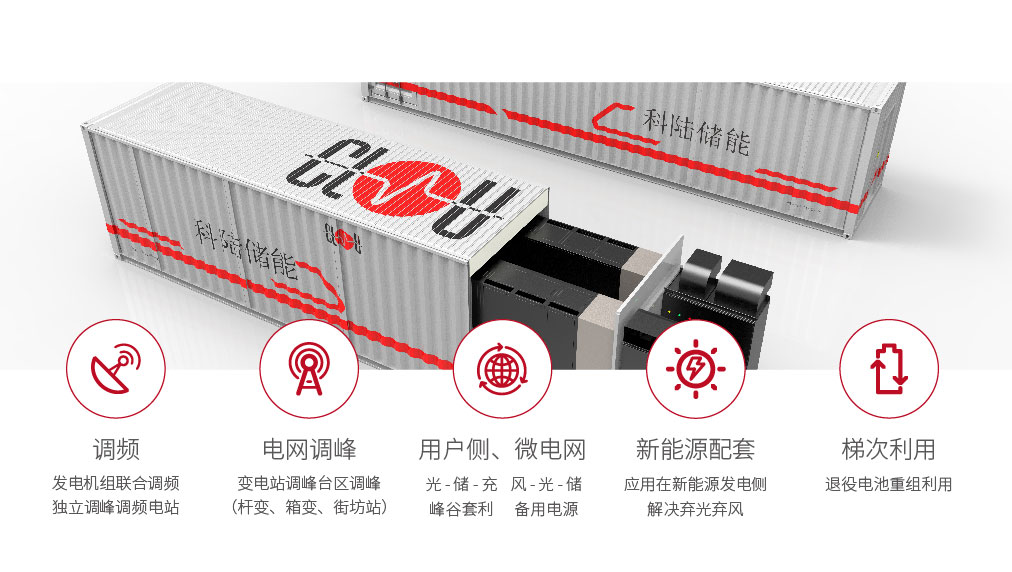 科陆储能
CLOU
科陆储能
CLOU
调频
发电机组联合调频
独立调峰调频电站
电网调峰
变电站调峰台区调峰
（杆变、箱变、街坊站）
用户侧、微电网
光 - 储 - 充 风 - 光 - 储
峰谷套利 备用电源
新能源配套
应用在新能源发电侧
解决弃光弃风
梯次利用
退役电池重组利用